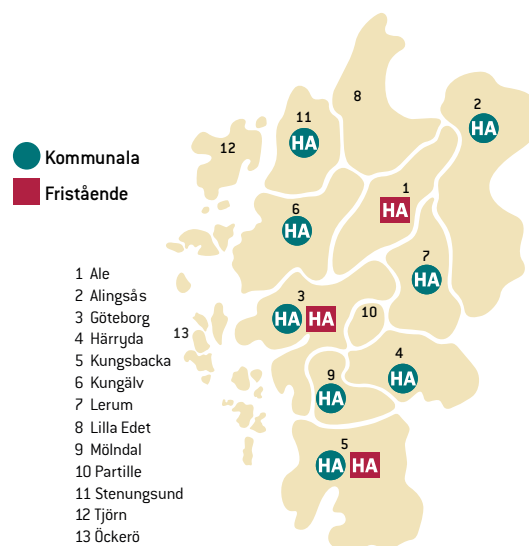 8
11
2
HA
HA
12
Kommunala
1
Fristående
HA
6
HA
7
HA
1 Ale
2 Alingsås
3 Göteborg
4 Härryda
5 Kungsbacka
6 Kungälv
7 Lerum
8 Lilla Edet
9 Mölndal
10 Partille
11 Stenungsund
12 Tjörn
13 Öckerö
3
HA HA
10
13
4
HA
9
HA
5
HA HA